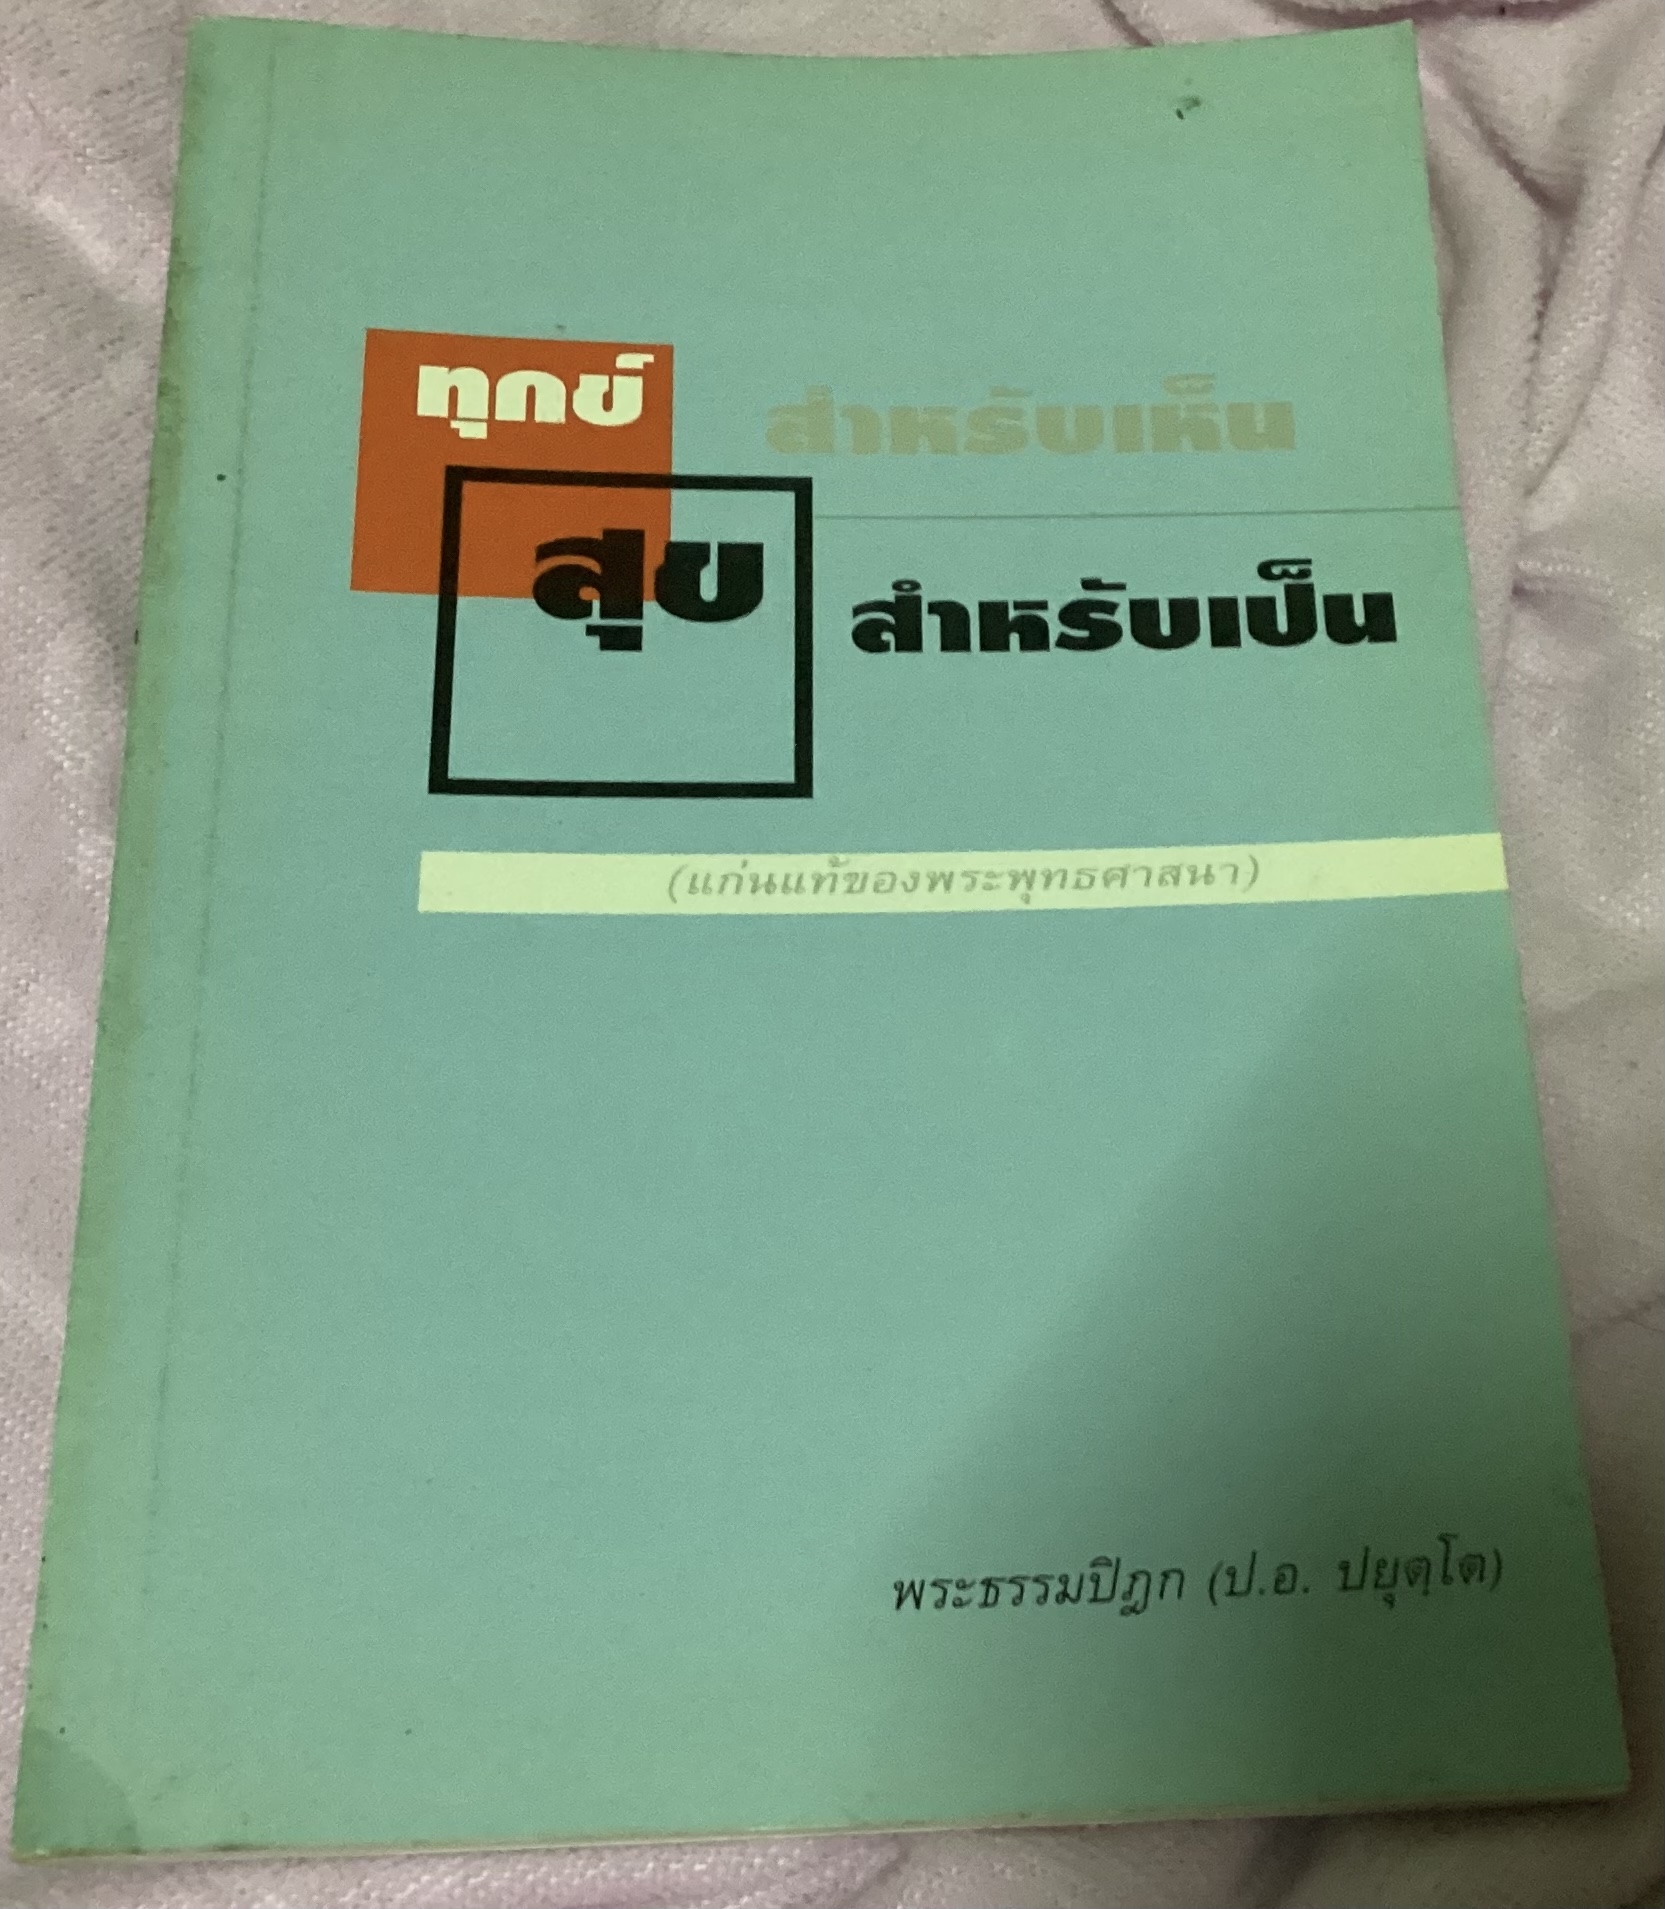 ทุกข์ สำหรับเห็น
สุข สำหรับเป็น
(แก่นแท้ของพระพุทธศาสนา)
พระธรรมปิฎก (ป.อ. ปยุตฺโต)